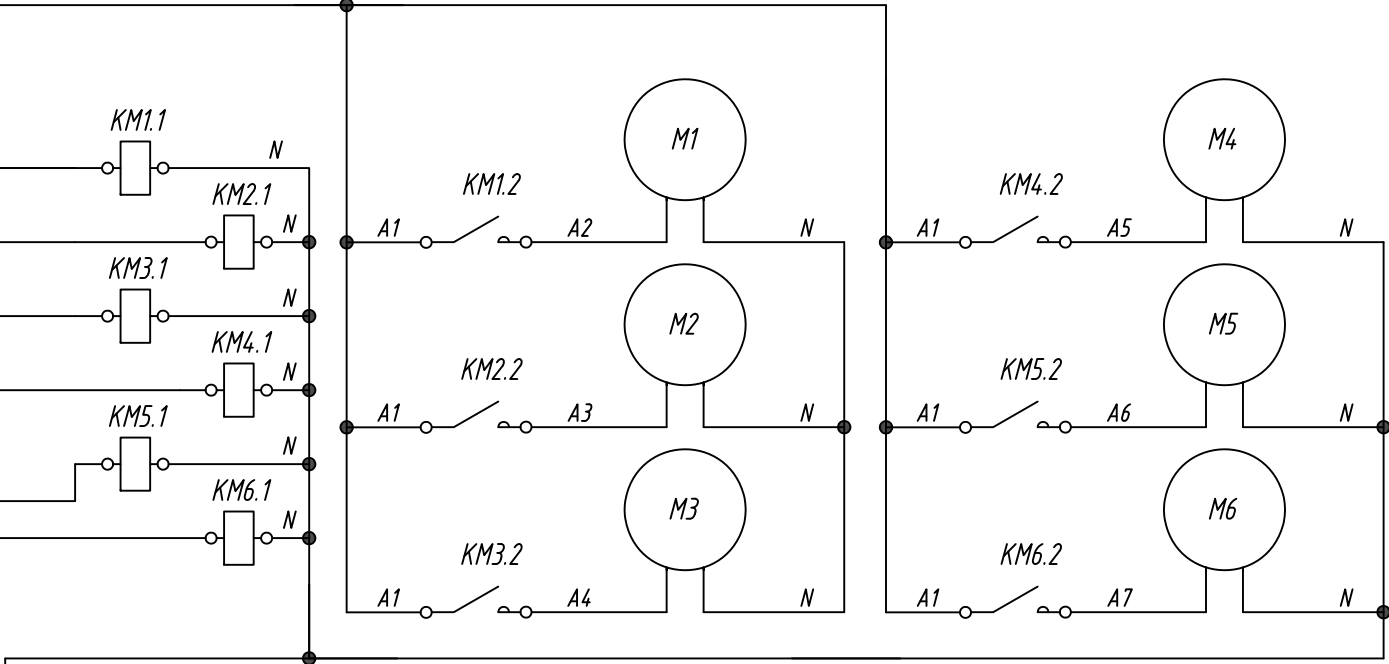 KM1.1
N
KM2.1
N
KM3.1
N
KM4.1
N
KM5.1
N
KM6.1
N
M1
KM1.2
A1 A2 N
M2
KM2.2
A1 A3 N
M3
KM3.2
A1 A4 N
M4
KM4.2
A1 A5 N
M5
KM5.2
A1 A6 N
M6
KM6.2
A1 A7 N